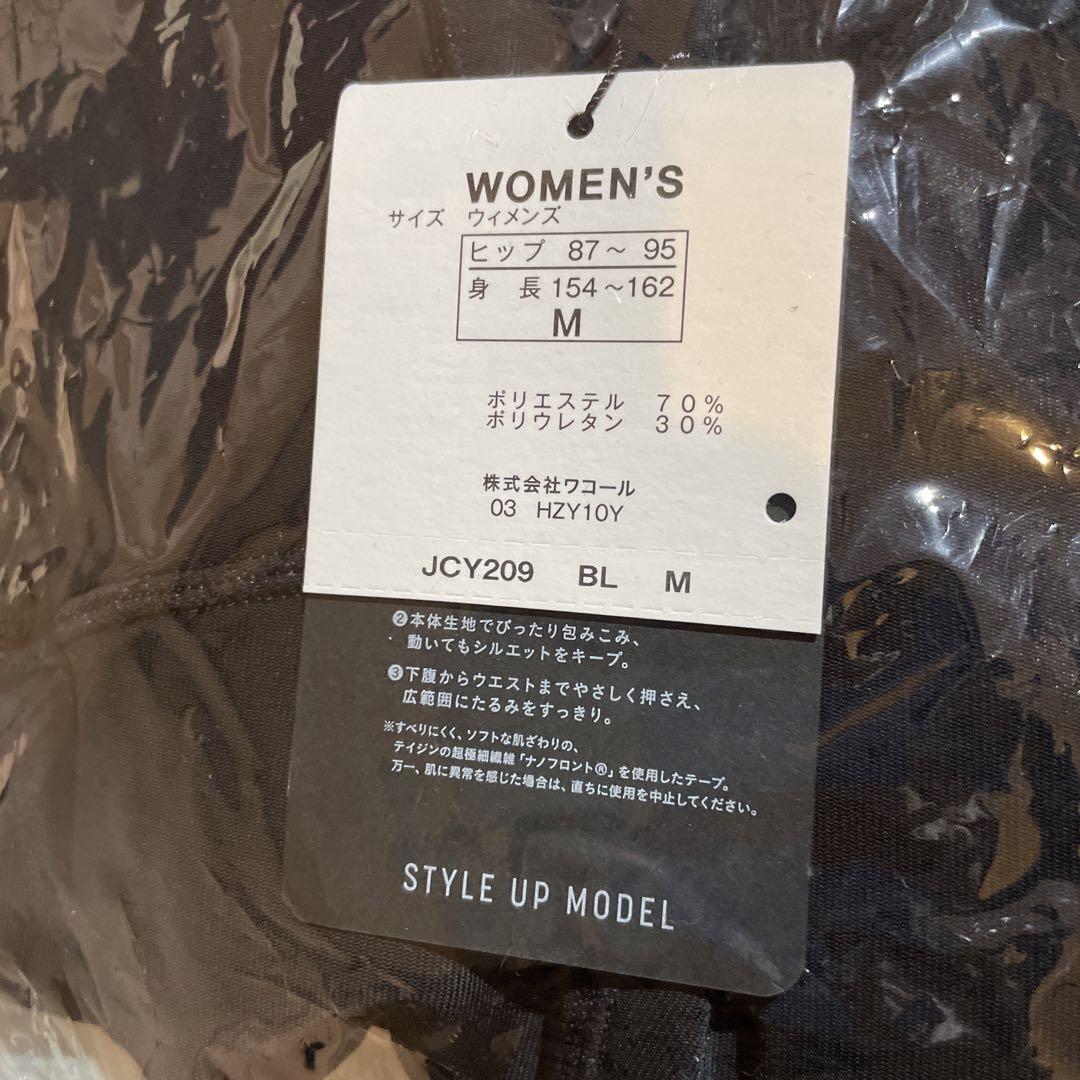 WOMEN'S
サイズ ウィメンズ
ヒップ 87～ 95
身 長 154～162
M
ポリエステル 70%
ポリウレタン 30%
株式会社ワコール
03 HZY10Y
JCY209 BL M
❷本体生地でぴったり包みこみ、
動いてもシルエットをキープ。
❸下腹からウエストまでやさしく押さえ、
広範囲にたるみをすっきり。
※すべりにくく、ソフトな肌ざわりの、
テイジンの超極細繊維「ナノフロント®」を使用したテープ。
万一、肌に異常を感じた場合は、直ちに使用を中止してください。
STYLE UP MODEL